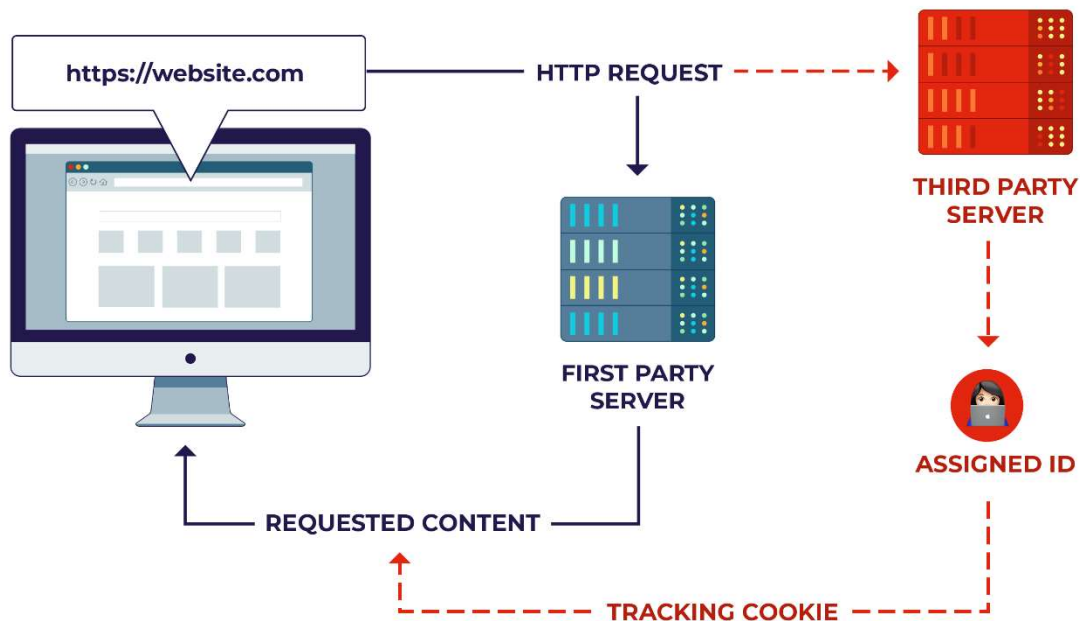 https://website.com
HTTP REQUEST
THIRD PARTY
SERVER
FIRST PARTY
SERVER
ASSIGNED ID
REQUESTED CONTENT
TRACKING COOKIE